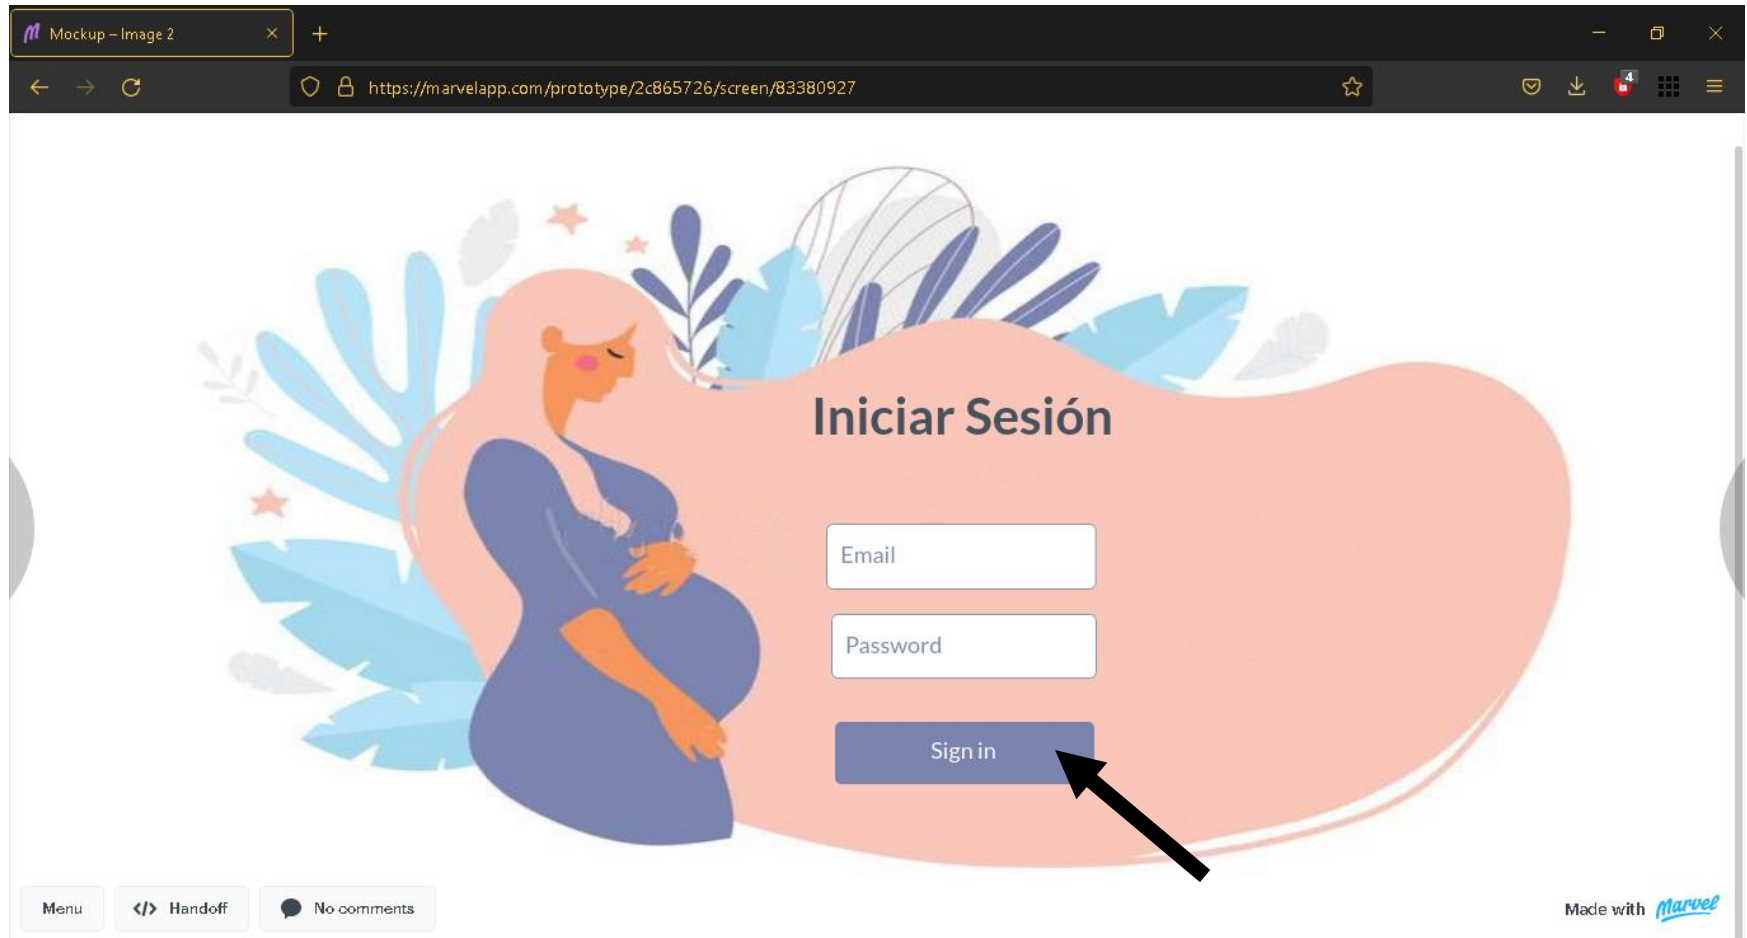 Mockup – Image 2
https://marvelapp.com/prototype/2c865726/screen/83380927
4
Iniciar Sesión
Email
Password
Sign in
Menu
</> Handoff
No comments
Made with Marvel